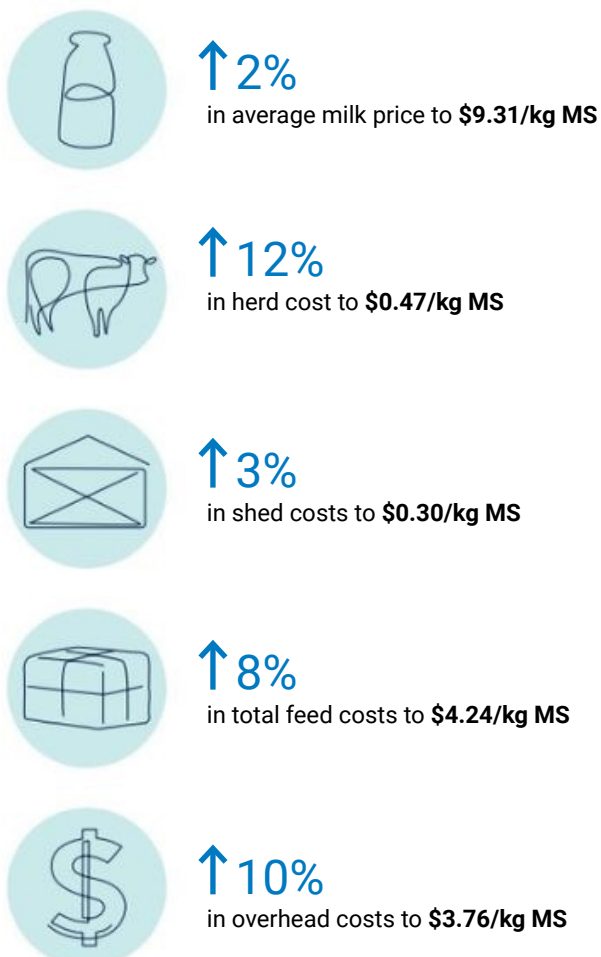 ↑2%
in average milk price to $9.31/kg MS
↑12%
in herd cost to $0.47/kg MS
↑3%
in shed costs to $0.30/kg MS
↑8%
in total feed costs to $4.24/kg MS
↑10%
in overhead costs to $3.76/kg MS